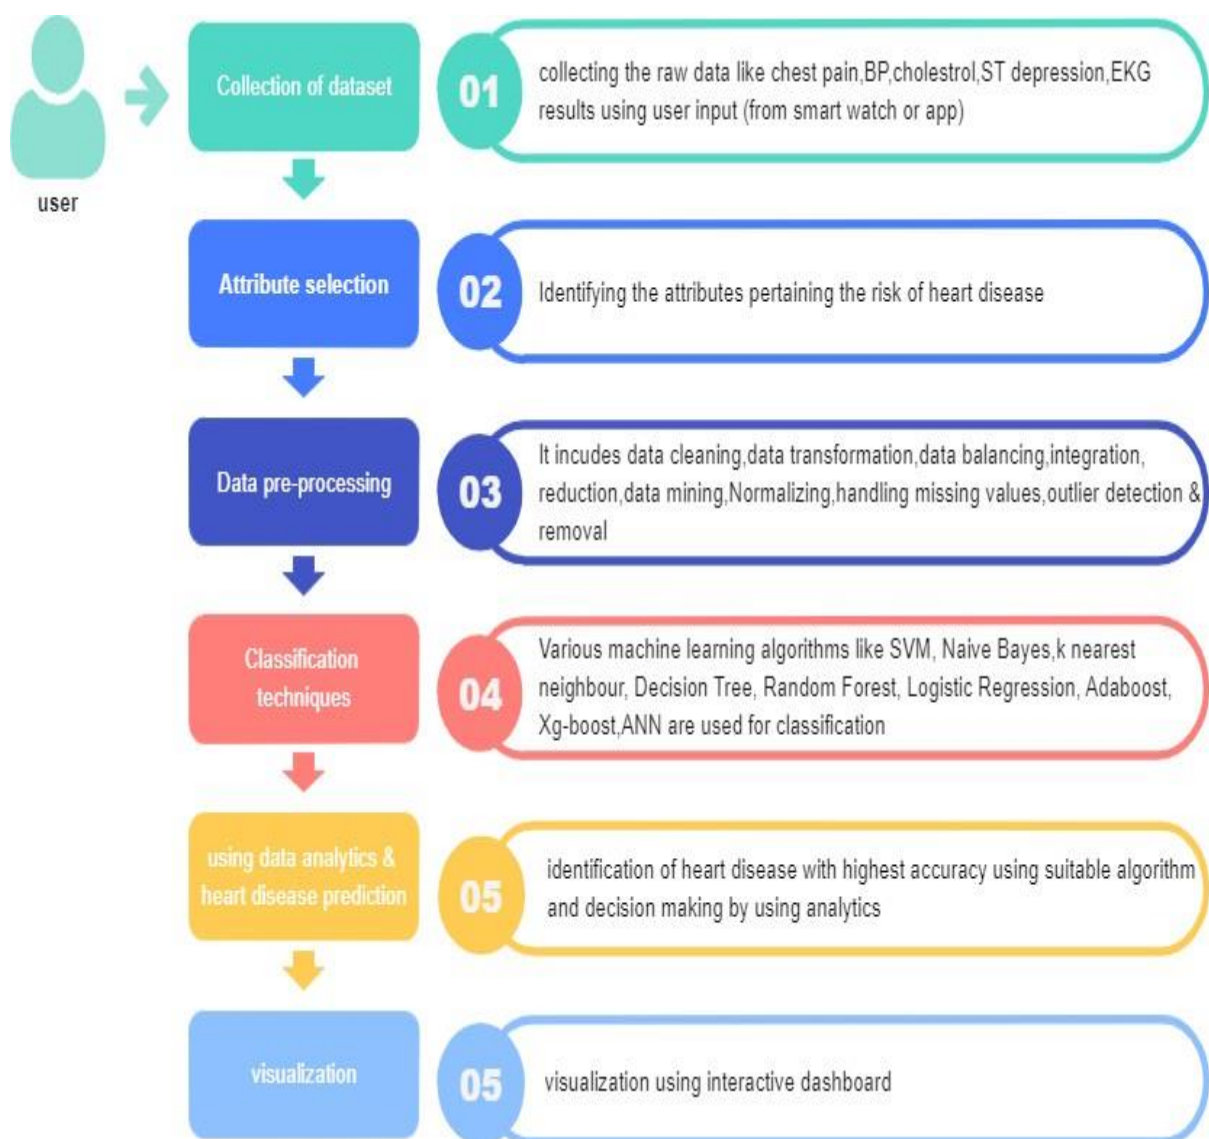 user
Collection of dataset
01
collecting the raw data like chest pain,BP,cholestrol,ST depression,EKG
results using user input (from smart watch or app)
Attribute selection
02
Identifying the attributes pertaining the risk of heart disease
Data pre-processing
03
It incudes data cleaning,data transformation,data balancing,integration,
reduction,data mining,Normalizing,handling missing values,outlier detection &
removal
Classification
techniques
04
Various machine learning algorithms like SVM, Naive Bayes,k nearest
neighbour, Decision Tree, Random Forest, Logistic Regression, Adaboost,
Xg-boost,ANN are used for classification
using data analytics &
heart disease prediction
05
identification of heart disease with highest accuracy using suitable algorithm
and decision making by using analytics
visualization
05
visualization using interactive dashboard